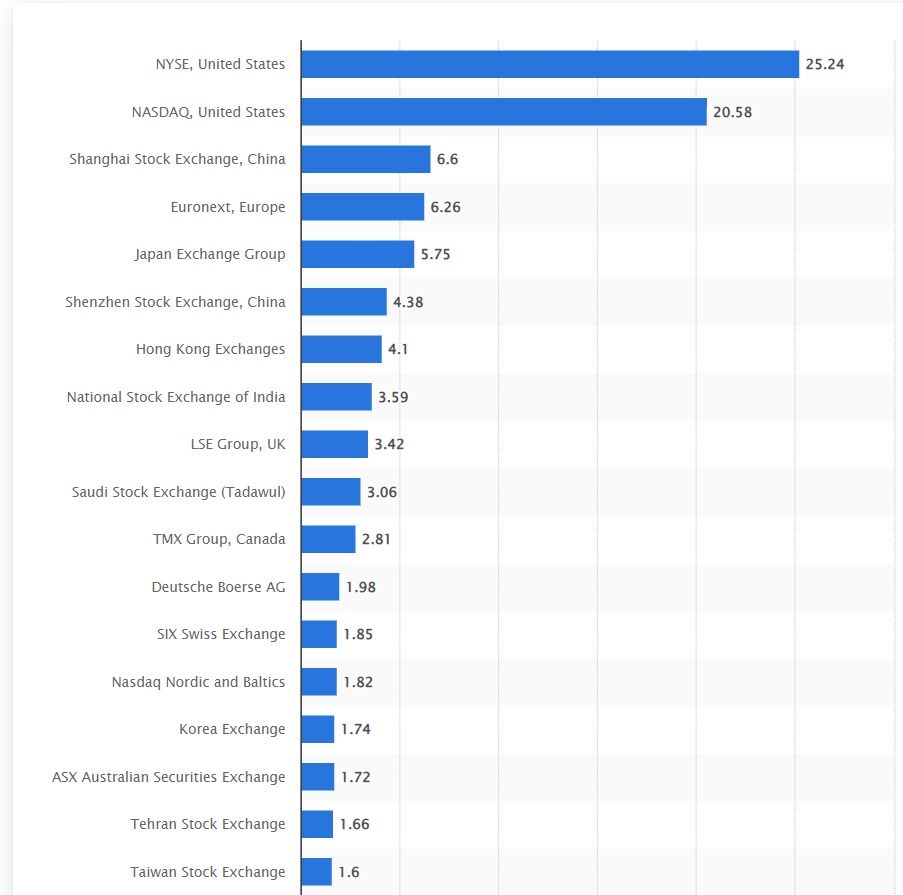 NYSE, United States 25.24
NASDAQ, United States 20.58
Shanghai Stock Exchange, China 6.6
Euronext, Europe 6.26
Japan Exchange Group 5.75
Shenzhen Stock Exchange, China 4.38
Hong Kong Exchanges 4.1
National Stock Exchange of India 3.59
LSE Group, UK 3.42
Saudi Stock Exchange (Tadawul) 3.06
TMX Group, Canada 2.81
Deutsche Boerse AG 1.98
SIX Swiss Exchange 1.85
Nasdaq Nordic and Baltics 1.82
Korea Exchange 1.74
ASX Australian Securities Exchange 1.72
Tehran Stock Exchange 1.66
Taiwan Stock Exchange 1.6